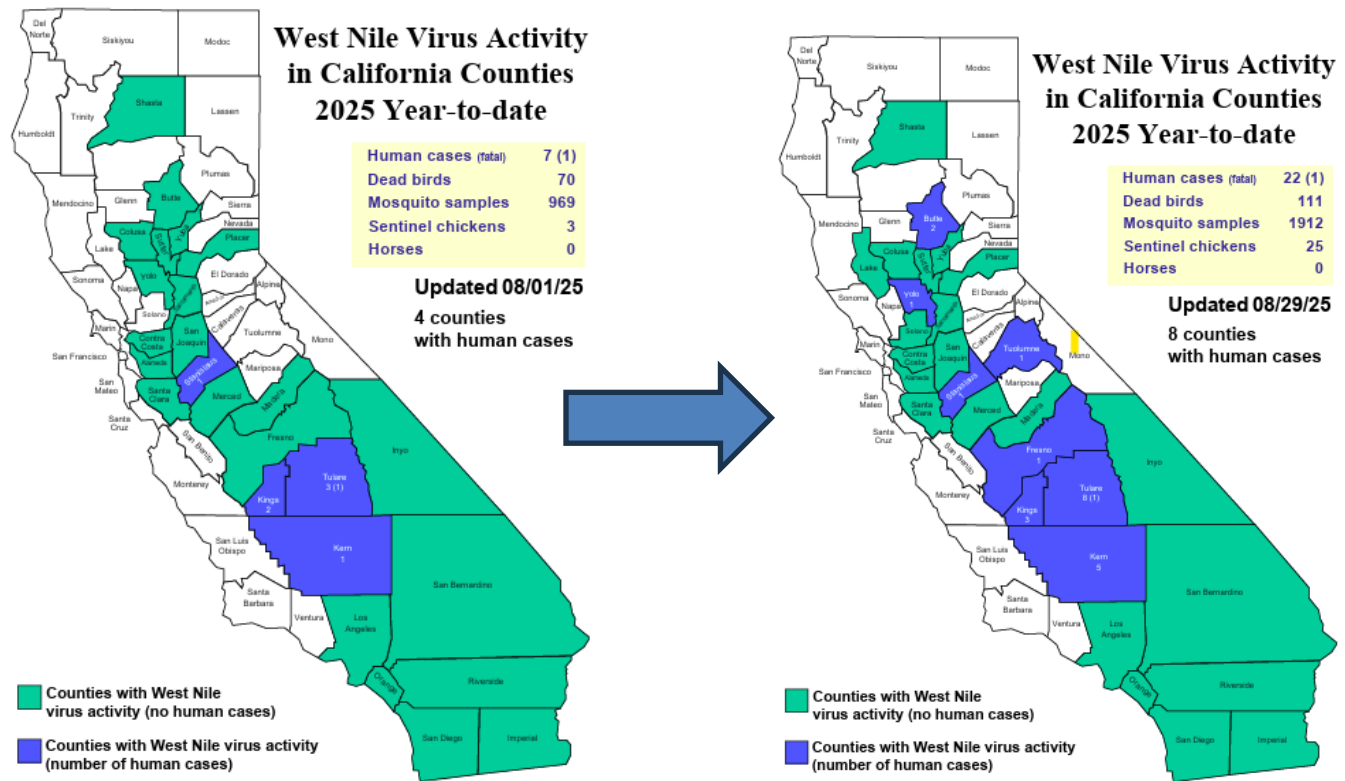 West Nile Virus Activity
in California Counties
2025 Year-to-date
Human cases (fatal) 7 (1)
Dead birds 70
Mosquito samples 969
Sentinel chickens 3
Horses 0
Updated 08/01/25
4 counties
with human cases
Del
Norte
Siskiyou
Modoc
Shasta
Lassen
Trinity
Humboldt
Plumas
Butte
Glenn
Mendocino
Sierra
Nevada
Colusa
Sutter
Yuba
Placer
Lake
El Dorado
Yolo
Sonoma
Napa
Alpine
Sacramento
Solano
Calaveras
Marin
Contra
Costa
San
Joaquin
Tuolumne
Mono
San Francisco
Alameda
Stanislaus
1
Mariposa
San
Mateo
Santa
Clara
Merced
Madera
Santa
Cruz
San Benito
Fresno
Inyo
Monterey
Tulare
3 (1)
Kings
2
San Luis
Obispo
Kern
1
San Bernardino
Santa
Barbara
Ventura
Los
Angeles
Orange
Riverside
San Diego
Imperial
Counties with West Nile
virus activity (no human cases)
Counties with West Nile virus activity
(number of human cases)
West Nile Virus Activity
in California Counties
2025 Year-to-date
Human cases (fatal) 22 (1)
Dead birds 111
Mosquito samples 1912
Sentinel chickens 25
Horses 0
Updated 08/29/25
8 counties
with human cases
Del
Norte
Siskiyou
Modoc
Shasta
Lassen
Trinity
Humboldt
Plumas
Butte
2
Glenn
Mendocino
Sierra
Nevada
Colusa
Sutter
Yuba
Placer
Lake
El Dorado
Yolo
1
Sonoma
Napa
Alpine
Sacramento
Solano
Calaveras
Marin
Contra
Costa
San
Joaquin
Tuolumne
1
Mono
San Francisco
Alameda
Stanislaus
1
Mariposa
San
Mateo
Santa
Clara
Merced
Madera
Santa
Cruz
San Benito
Fresno
1
Inyo
Monterey
Tulare
8 (1)
Kings
3
San Luis
Obispo
Kern
5
San Bernardino
Santa
Barbara
Ventura
Los
Angeles
Orange
Riverside
San Diego
Imperial
Counties with West Nile
virus activity (no human cases)
Counties with West Nile virus activity
(number of human cases)